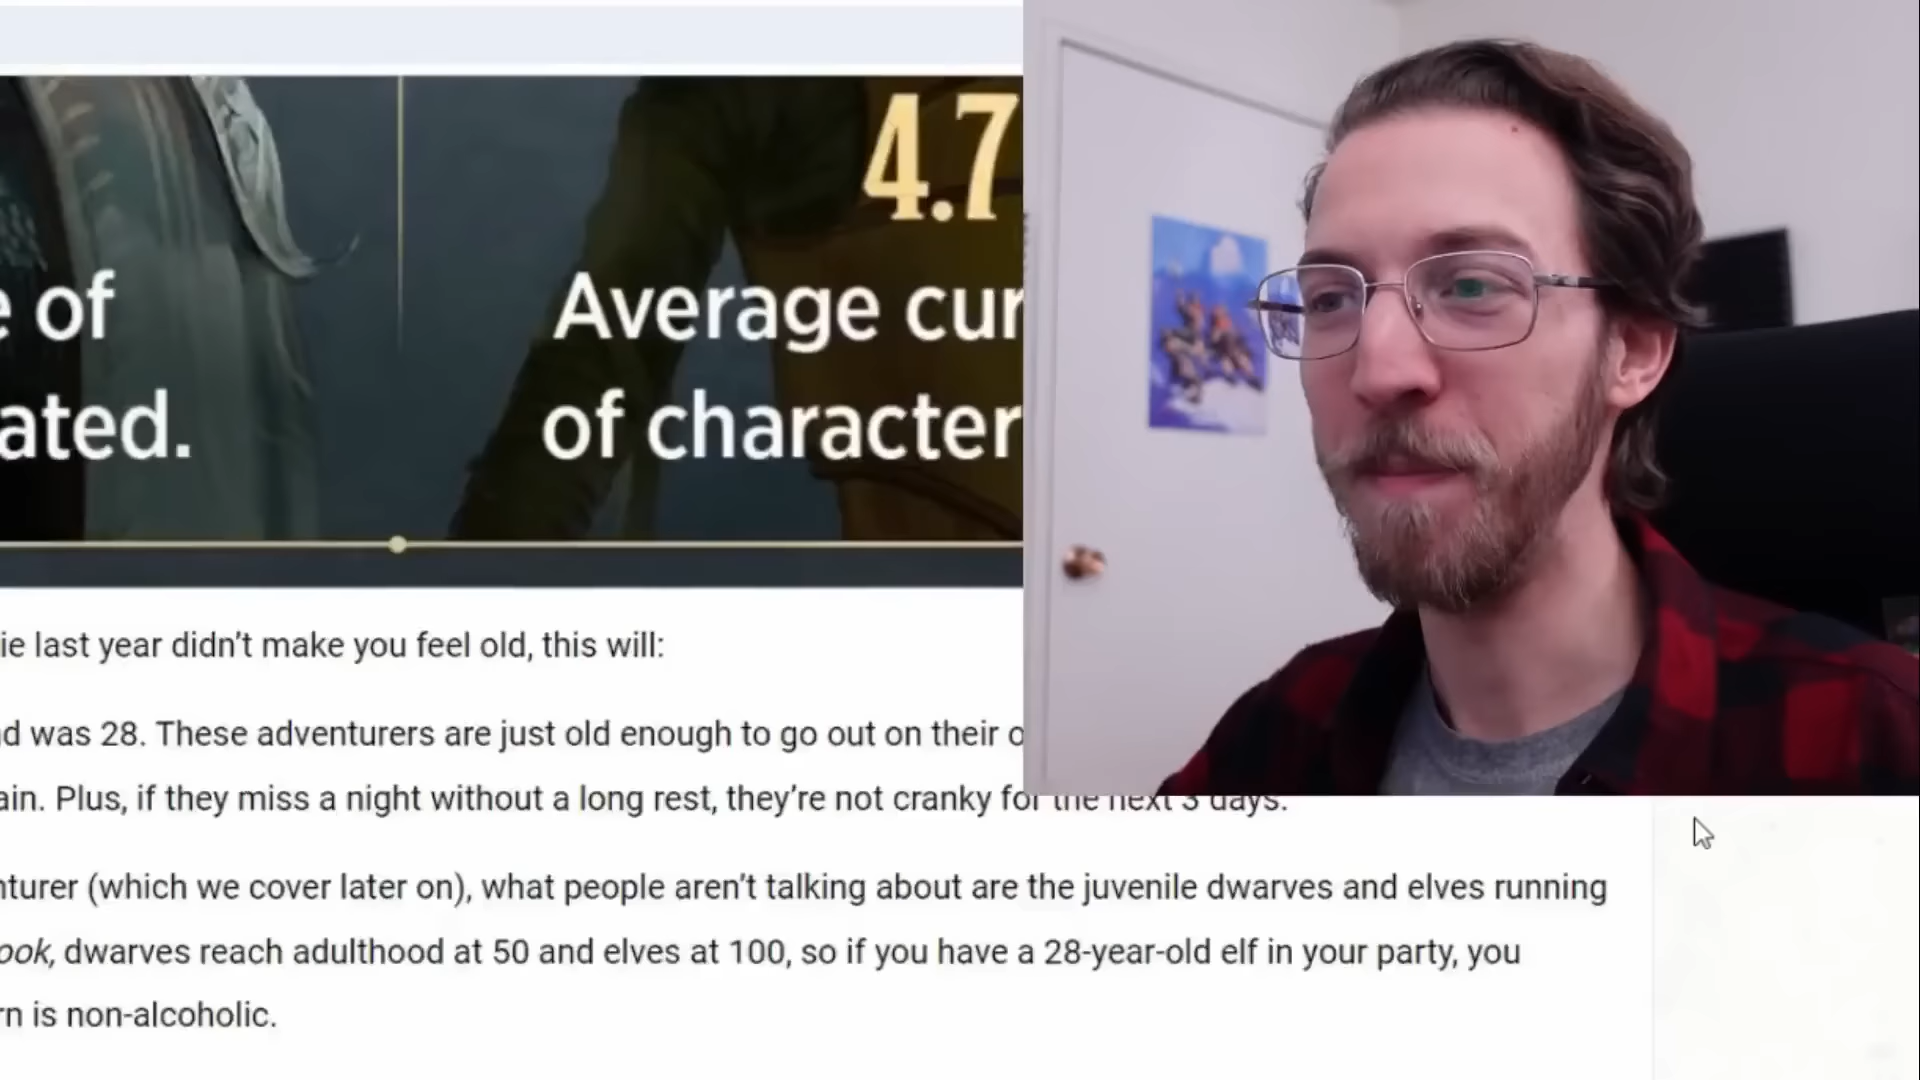 4.7
e of
ated.
Average cur
of character
ie last year didn’t make you feel old, this will:
d was 28. These adventurers are just old enough to go out on their o
ain. Plus, if they miss a night without a long rest, they’re not cranky for the next 3 days.
nturer (which we cover later on), what people aren’t talking about are the juvenile dwarves and elves running
ook, dwarves reach adulthood at 50 and elves at 100, so if you have a 28-year-old elf in your party, you
rn is non-alcoholic.